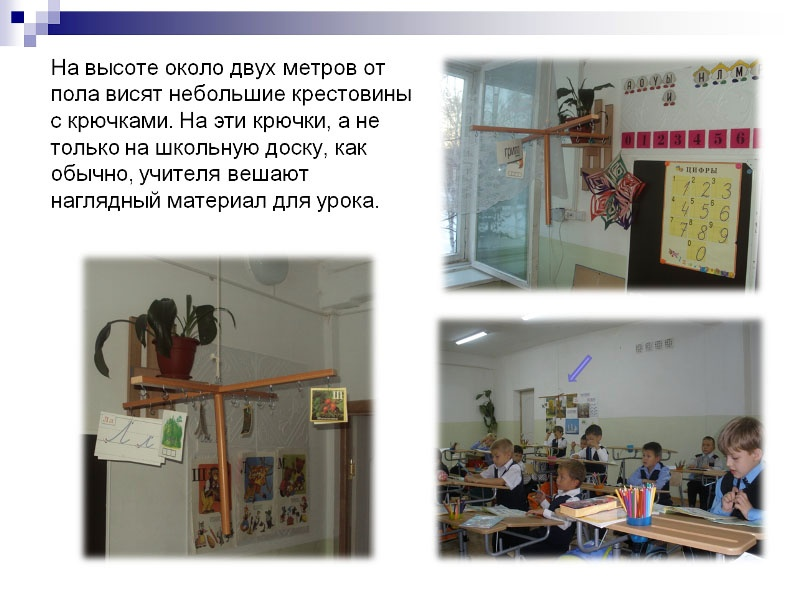 На высоте около двух метров от
пола висят небольшие крестовины
с крючками. На эти крючки, а не
только на школьную доску, как
обычно, учителя вешают
наглядный материал для урока.
Я О У Ы
И
Н Л М
0 1 2 3 4 5 6
ЦИФРЫ
1 2 3
4 5 6
7 8 9
0
Л л
Ш